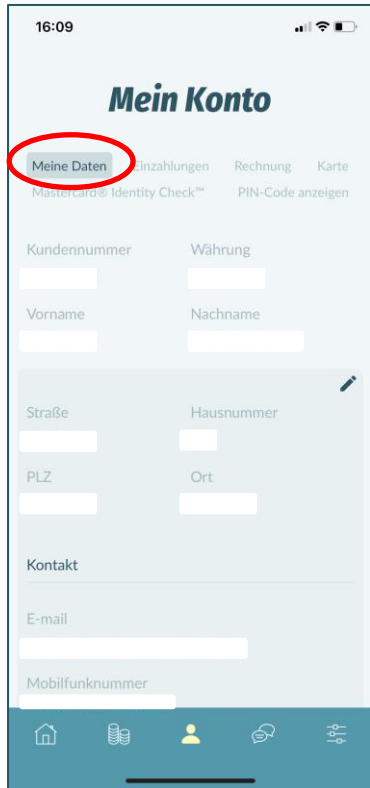 16:09
Mein Konto
Meine Daten Einzahlungen Rechnung Karte
Mastercard® Identity Check™ PIN-Code anzeigen
Kundennummer Währung
Vorname Nachname
Straße Hausnummer
PLZ Ort
Kontakt
E-mail
Mobilfunknummer